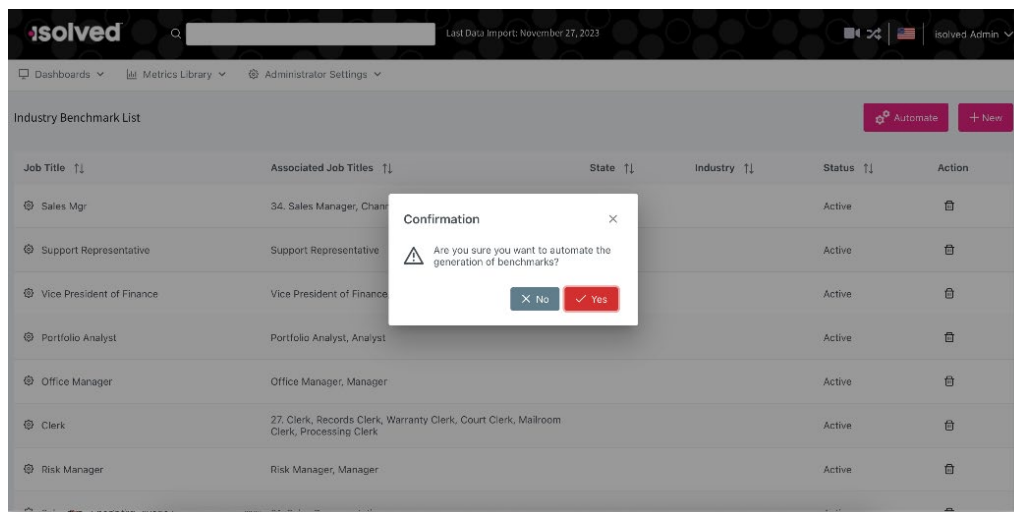 isolved
Last Data Import: November 27, 2023
isolved Admin
Dashboards
Metrics Library
Administrator Settings
Industry Benchmark List
Automate
+ New
Job Title
Associated Job Titles
State
Industry
Status
Action
Sales Mgr
34. Sales Manager,
Active
Support Representative
Support Representative
Active
Vice President of Finance
Vice President of Finance
Active
Portfolio Analyst
Portfolio Analyst, Analyst
Active
Office Manager
Office Manager, Manager
Active
Clerk
27. Clerk, Records Clerk, Warranty Clerk, Court Clerk, Mailroom
Clerk, Processing Clerk
Active
Risk Manager
Risk Manager, Manager
Active
Confirmation
Are you sure you want to automate the
generation of benchmarks?
No
Yes